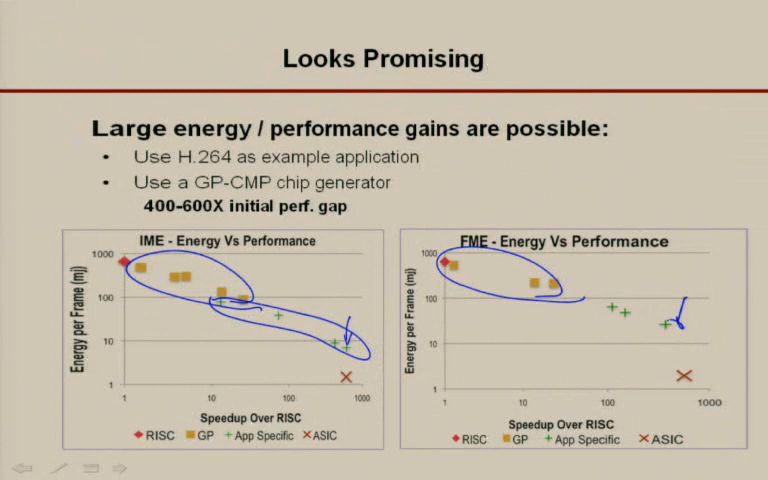 Looks Promising
Large energy / performance gains are possible:
• Use H.264 as example application
• Use a GP-CMP chip generator
400-600X initial perf. gap
IME - Energy Vs Performance
Energy per Frame (mj)
1000
100
10
1
1 10 100 1000
Speedup Over RISC
RISC GP App Specific ASIC
FME - Energy Vs Performance
Energy per Frame (mj)
1000
100
10
1
1 10 100 1000
Speedup Over RISC
RISC GP App Specific ASIC